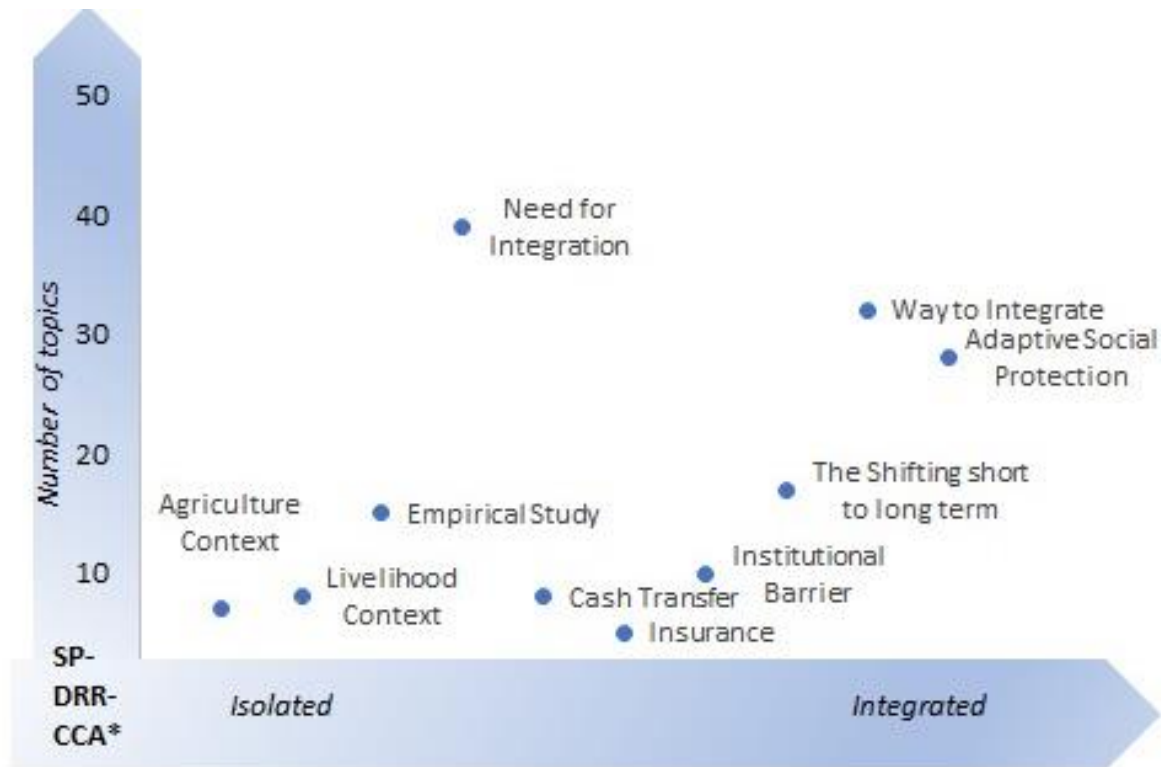 50
40
30
20
10
Number of topics
Need for
Integration
Way to Integrate
Adaptive Social
Protection
The Shifting short
to long term
Agriculture
Context
Empirical Study
Institutional
Barrier
Livelihood
Context
Cash Transfer
Insurance
SP-
DRR-
CCA*
Isolated
Integrated